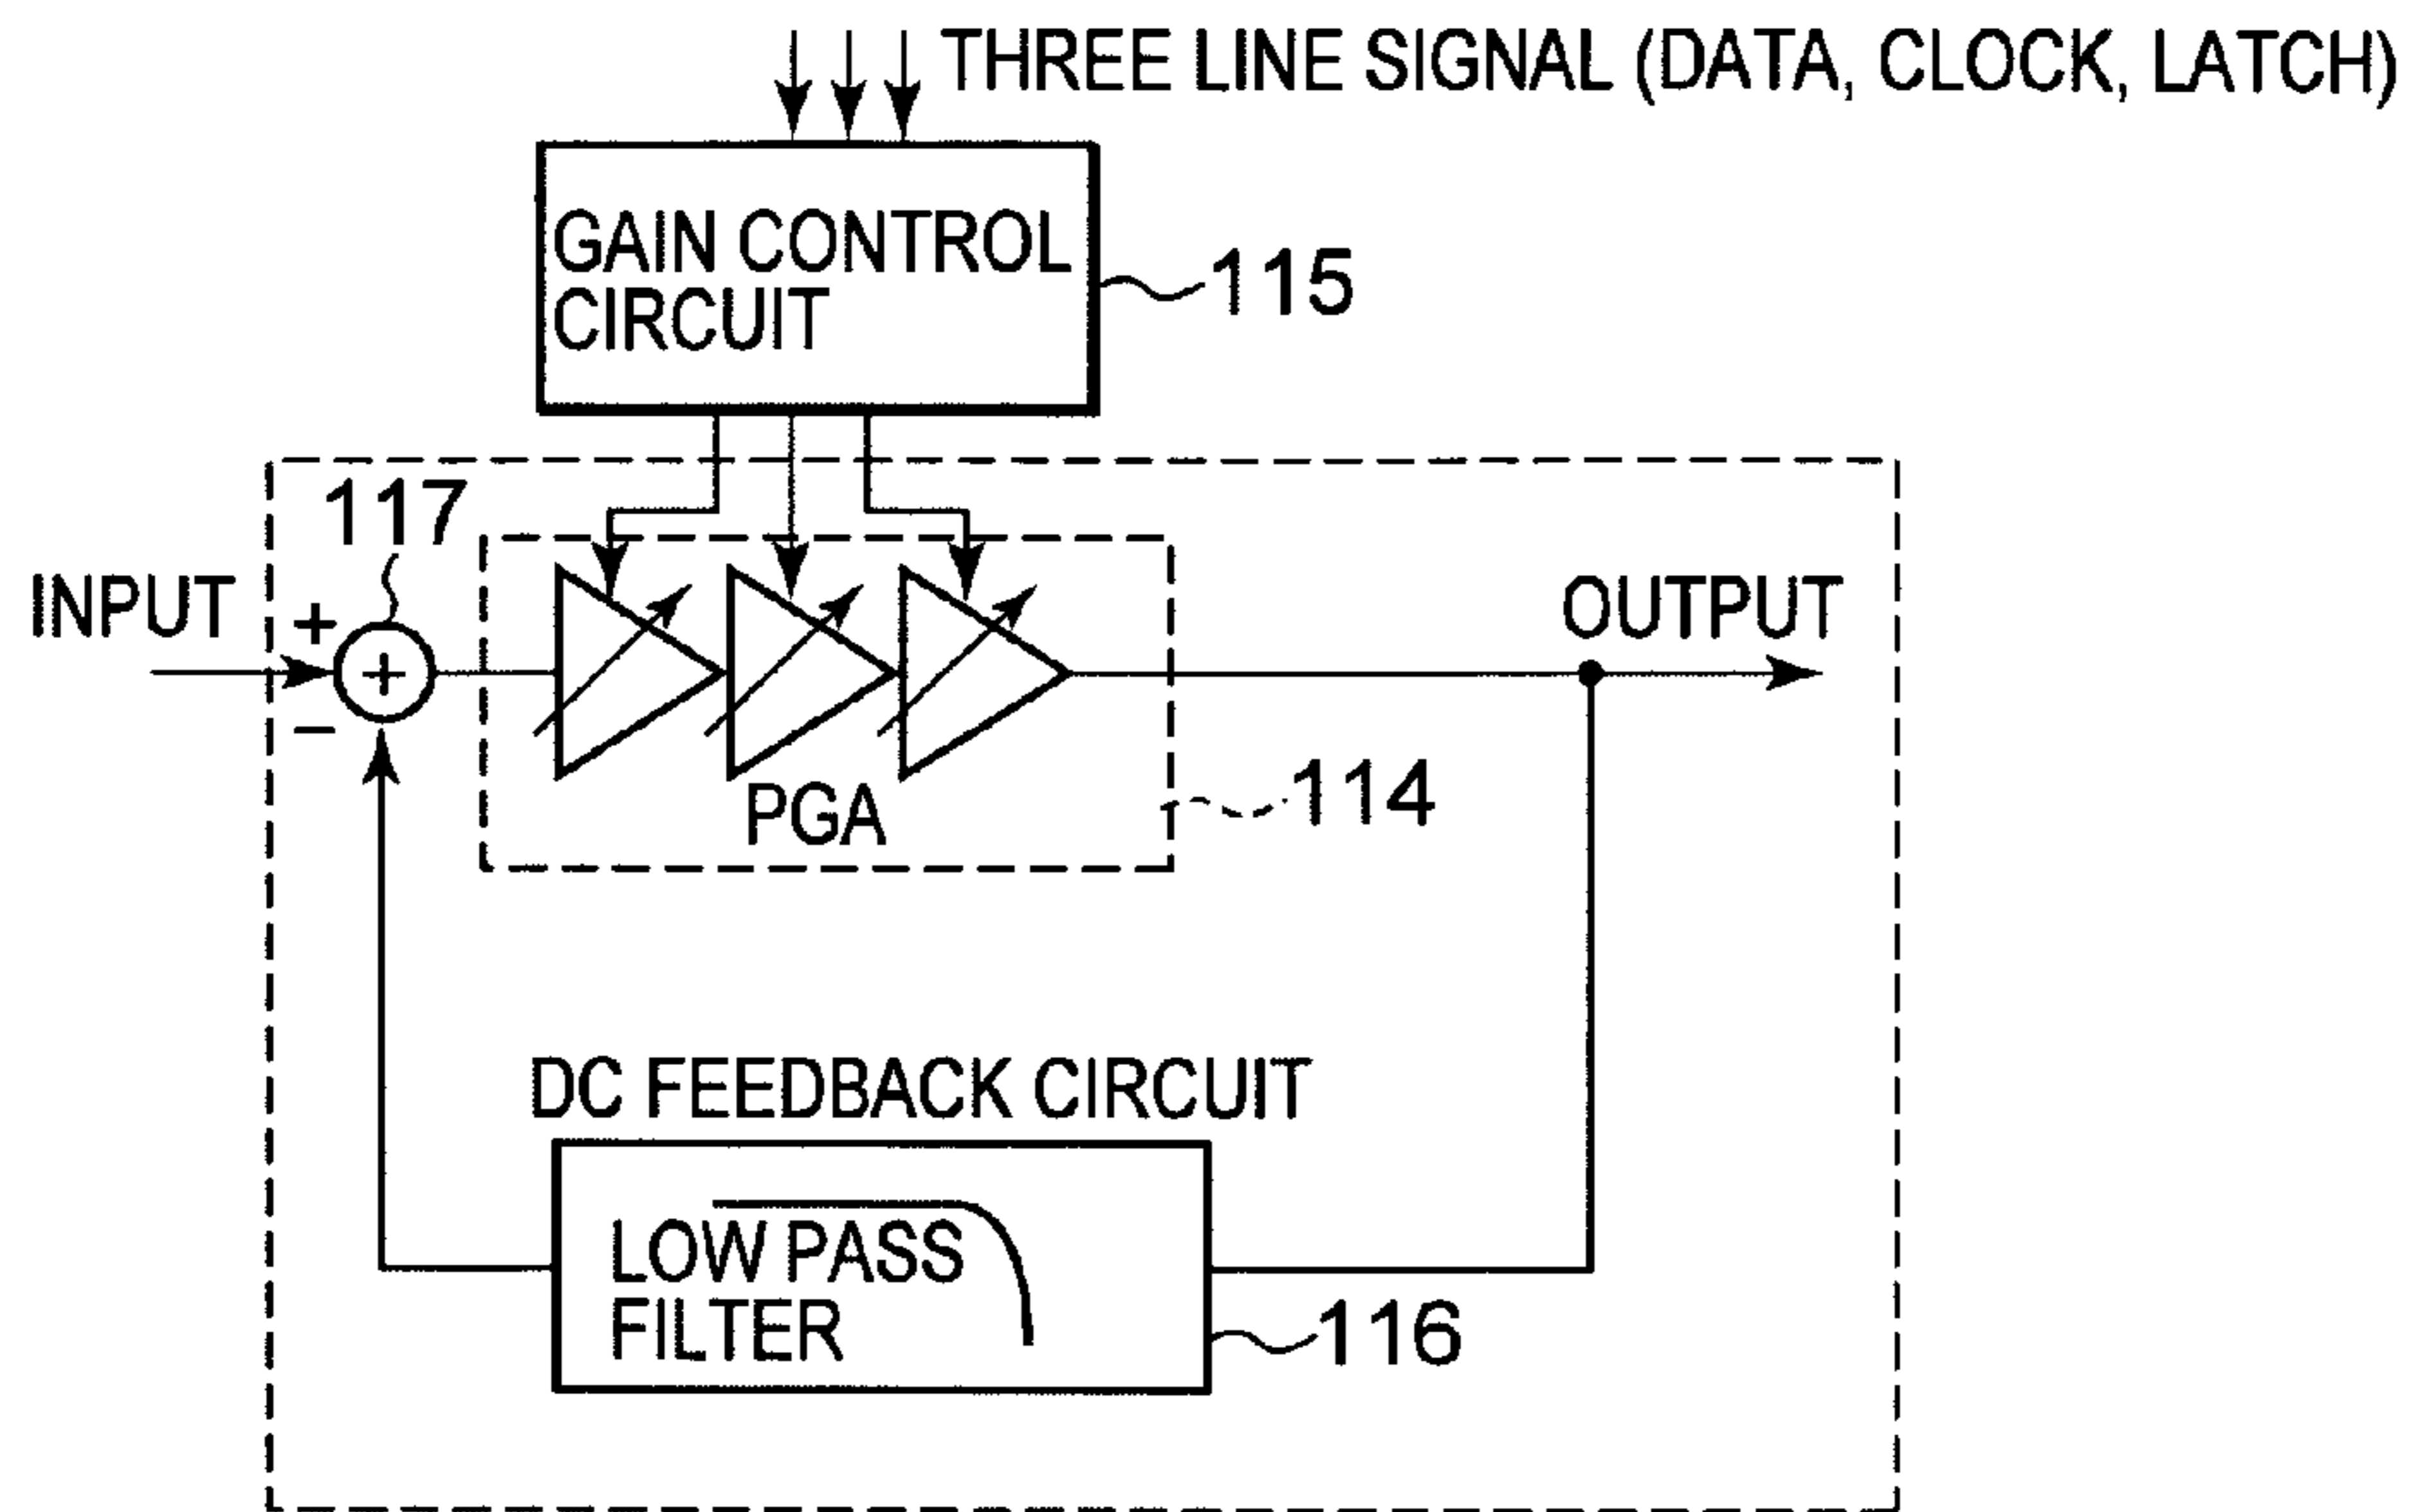 THREE LINE SIGNAL (DATA, CLOCK, LATCH)
GAIN CONTROL
CIRCUIT
115
117
INPUT
+
+
−
OUTPUT
PGA
114
DC FEEDBACK CIRCUIT
LOW PASS
FILTER
116